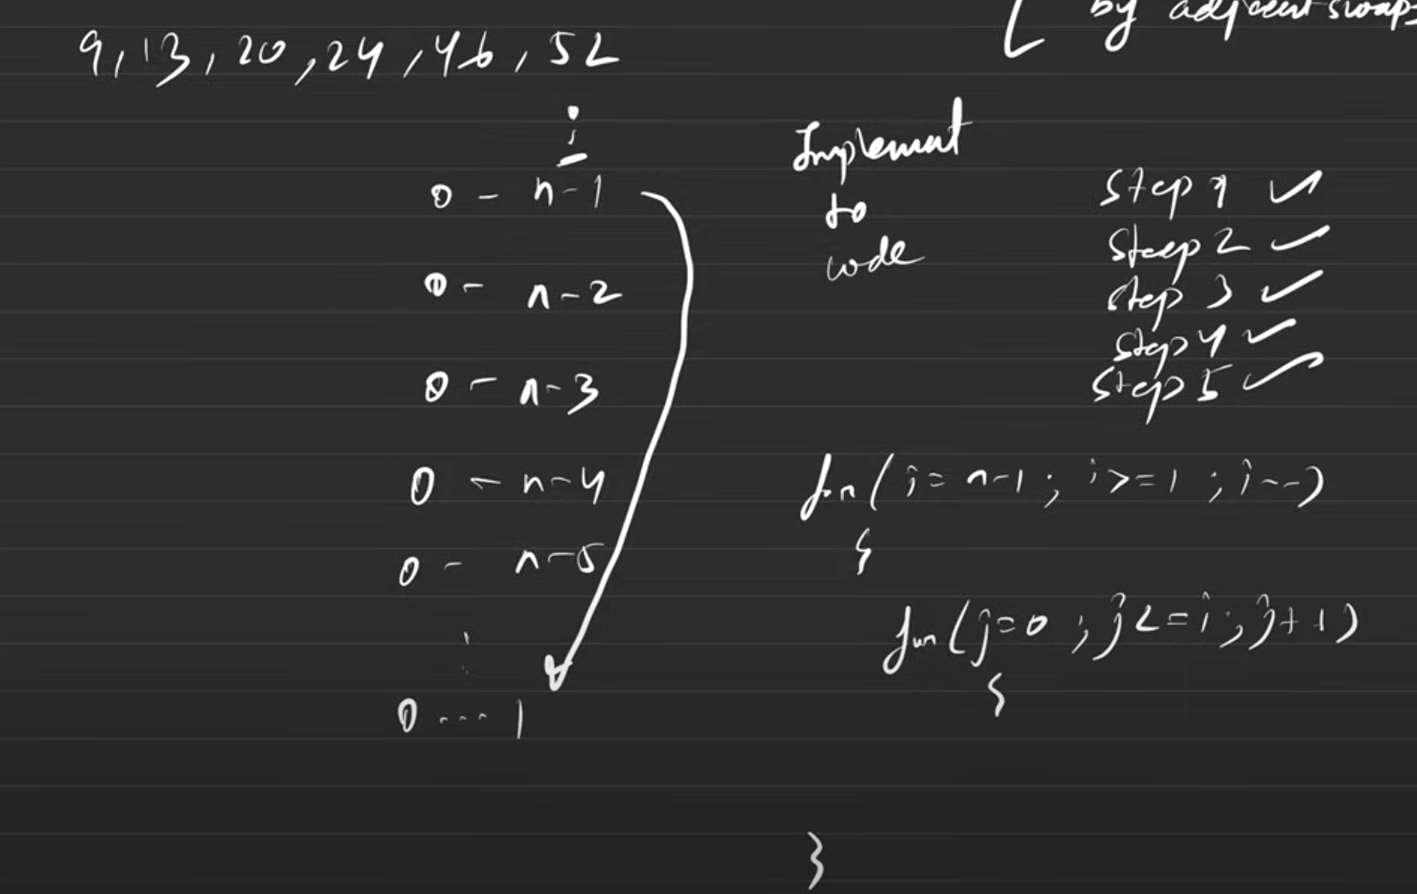 by adjacent swaps
9, 13, 20, 24, 46, 52
i
0 - n-1
0 - n-2
0 - n-3
0 - n-4
0 - n-5
0 --- 1
Implement
to
code
Step 1 ✓
Steep 2 ✓
Step 3 ✓
Step 4 ✓
Step 5 ✓
for( i = n-1 ; i >= 1 ; i--)
{
for( j=0 ; j <= i ; j++)
{
}